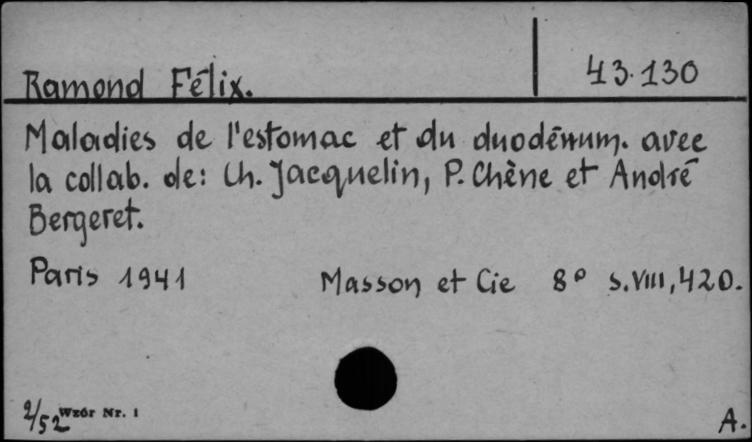 Ramond Félix.
43.130
Maladies de l'estomac et du duodénum. avec
la collab. de: Ch. Jacquelin, P. Chène et André
Bergeret.
Paris 1941 Masson et Cie 8° s.VIII,420.
2/52 Wzór Nr. 1
A.